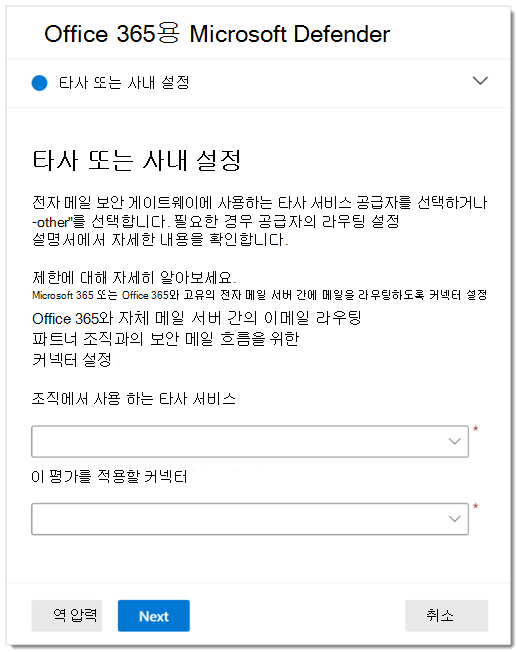 Office 365용 Microsoft Defender
타사 또는 사내 설정
타사 또는 사내 설정
전자 메일 보안 게이트웨이에 사용하는 타사 서비스 공급자를 선택하거나
-other"를 선택합니다. 필요한 경우 공급자의 라우팅 설정
설명서에서 자세한 내용을 확인합니다.
제한에 대해 자세히 알아보세요.
Microsoft 365 또는 Office 365와 고유의 전자 메일 서버 간에 메일을 라우팅하도록 커넥터 설정
Office 365와 자체 메일 서버 간의 이메일 라우팅
파트너 조직과의 보안 메일 흐름을 위한
커넥터 설정
조직에서 사용 하는 타사 서비스
*
이 평가를 적용할 커넥터
*
역 압력 Next 취소